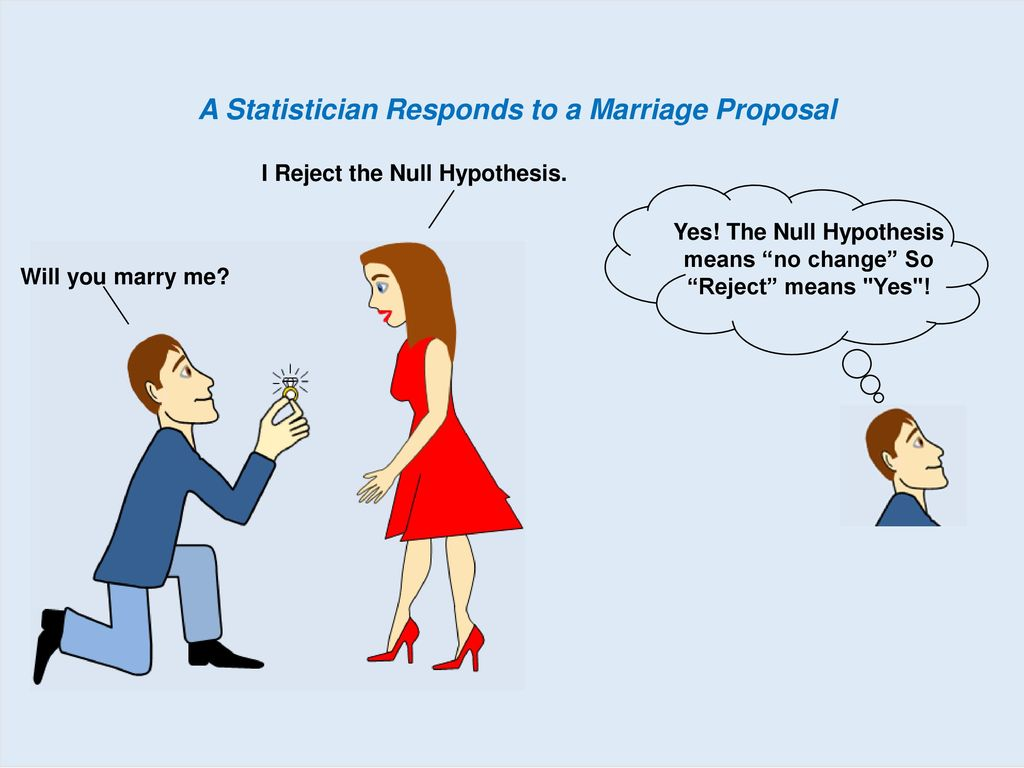 A Statistician Responds to a Marriage Proposal
I Reject the Null Hypothesis.
Will you marry me?
Yes! The Null Hypothesis
means “no change” So
“Reject” means "Yes"!